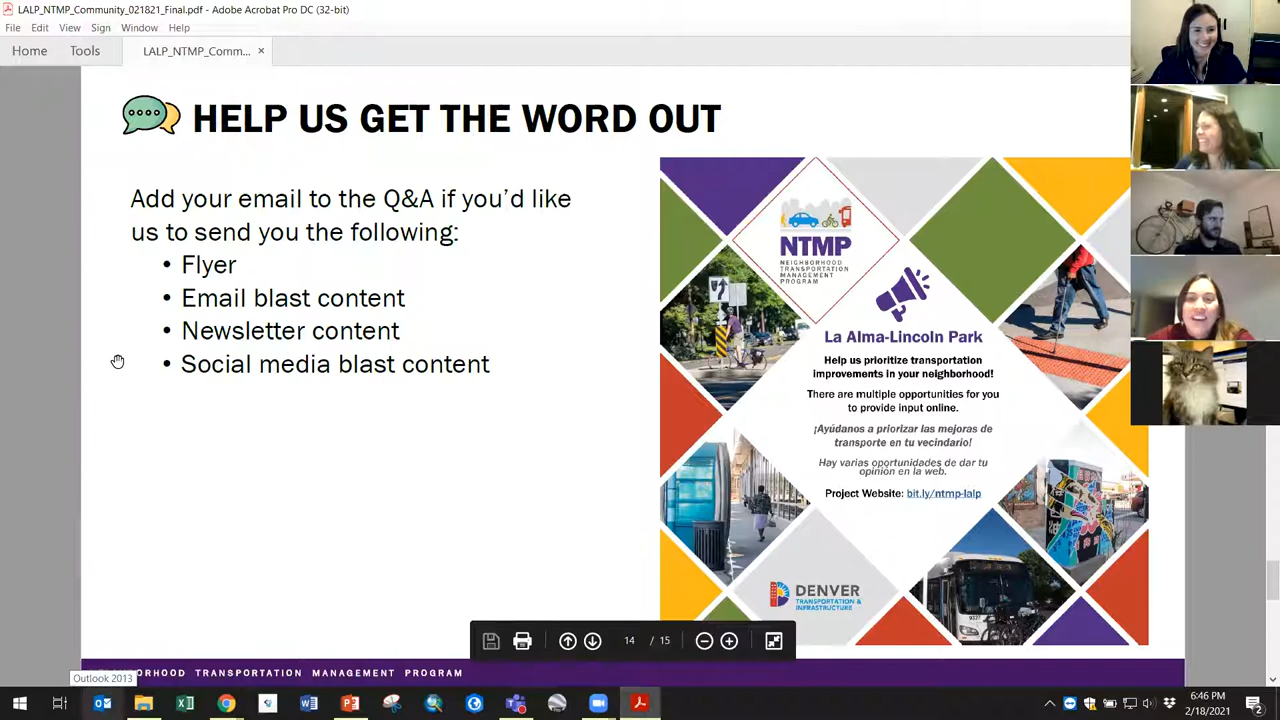 LALP_NTMP_Community_021821_Final.pdf - Adobe Acrobat Pro DC (32-bit)
File Edit View Sign Window Help
Home Tools LALP_NTMP_Comm... ×
HELP US GET THE WORD OUT
Add your email to the Q&A if you'd like
us to send you the following:
• Flyer
• Email blast content
• Newsletter content
• Social media blast content
NTMP
NEIGHBORHOOD
TRANSPORTATION
MANAGEMENT
PROGRAM
La Alma-Lincoln Park
Help us prioritize transportation
improvements in your neighborhood!
There are multiple opportunities for you
to provide input online.
¡Ayúdanos a priorizar las mejoras de
transporte en tu vecindario!
Hay varias oportunidades de dar tu
opinión en la web.
Project Website: bit.ly/ntmp-lalp
DENVER
TRANSPORTATION &
INFRASTRUCTURE
9337
14 / 15
RHOOD TRANSPORTATION MANAGEMENT PROGRAM
Outlook 2013
6:46 PM
2/18/2021
2